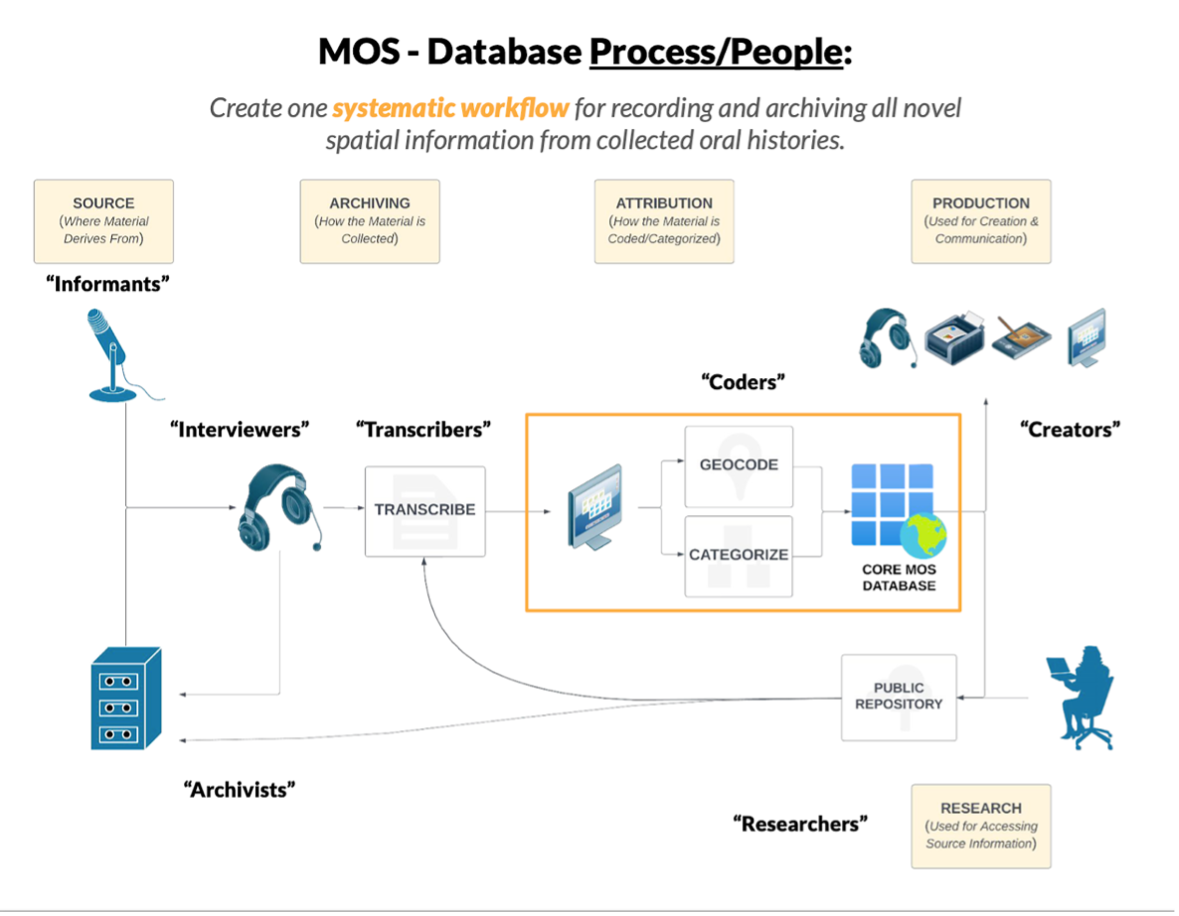 MOS - Database Process/People:
Create one systematic workflow for recording and archiving all novel
spatial information from collected oral histories.
SOURCE
(Where Material
Derives From)
ARCHIVING
(How the Material is
Collected)
ATTRIBUTION
(How the Material is
Coded/Categorized)
PRODUCTION
(Used for Creation &
Communication)
“Informants”
“Coders”
“Interviewers”
“Transcribers”
“Creators”
TRANSCRIBE
GEOCODE
CATEGORIZE
CORE MOS
DATABASE
PUBLIC
REPOSITORY
“Archivists”
“Researchers”
RESEARCH
(Used for Accessing
Source Information)